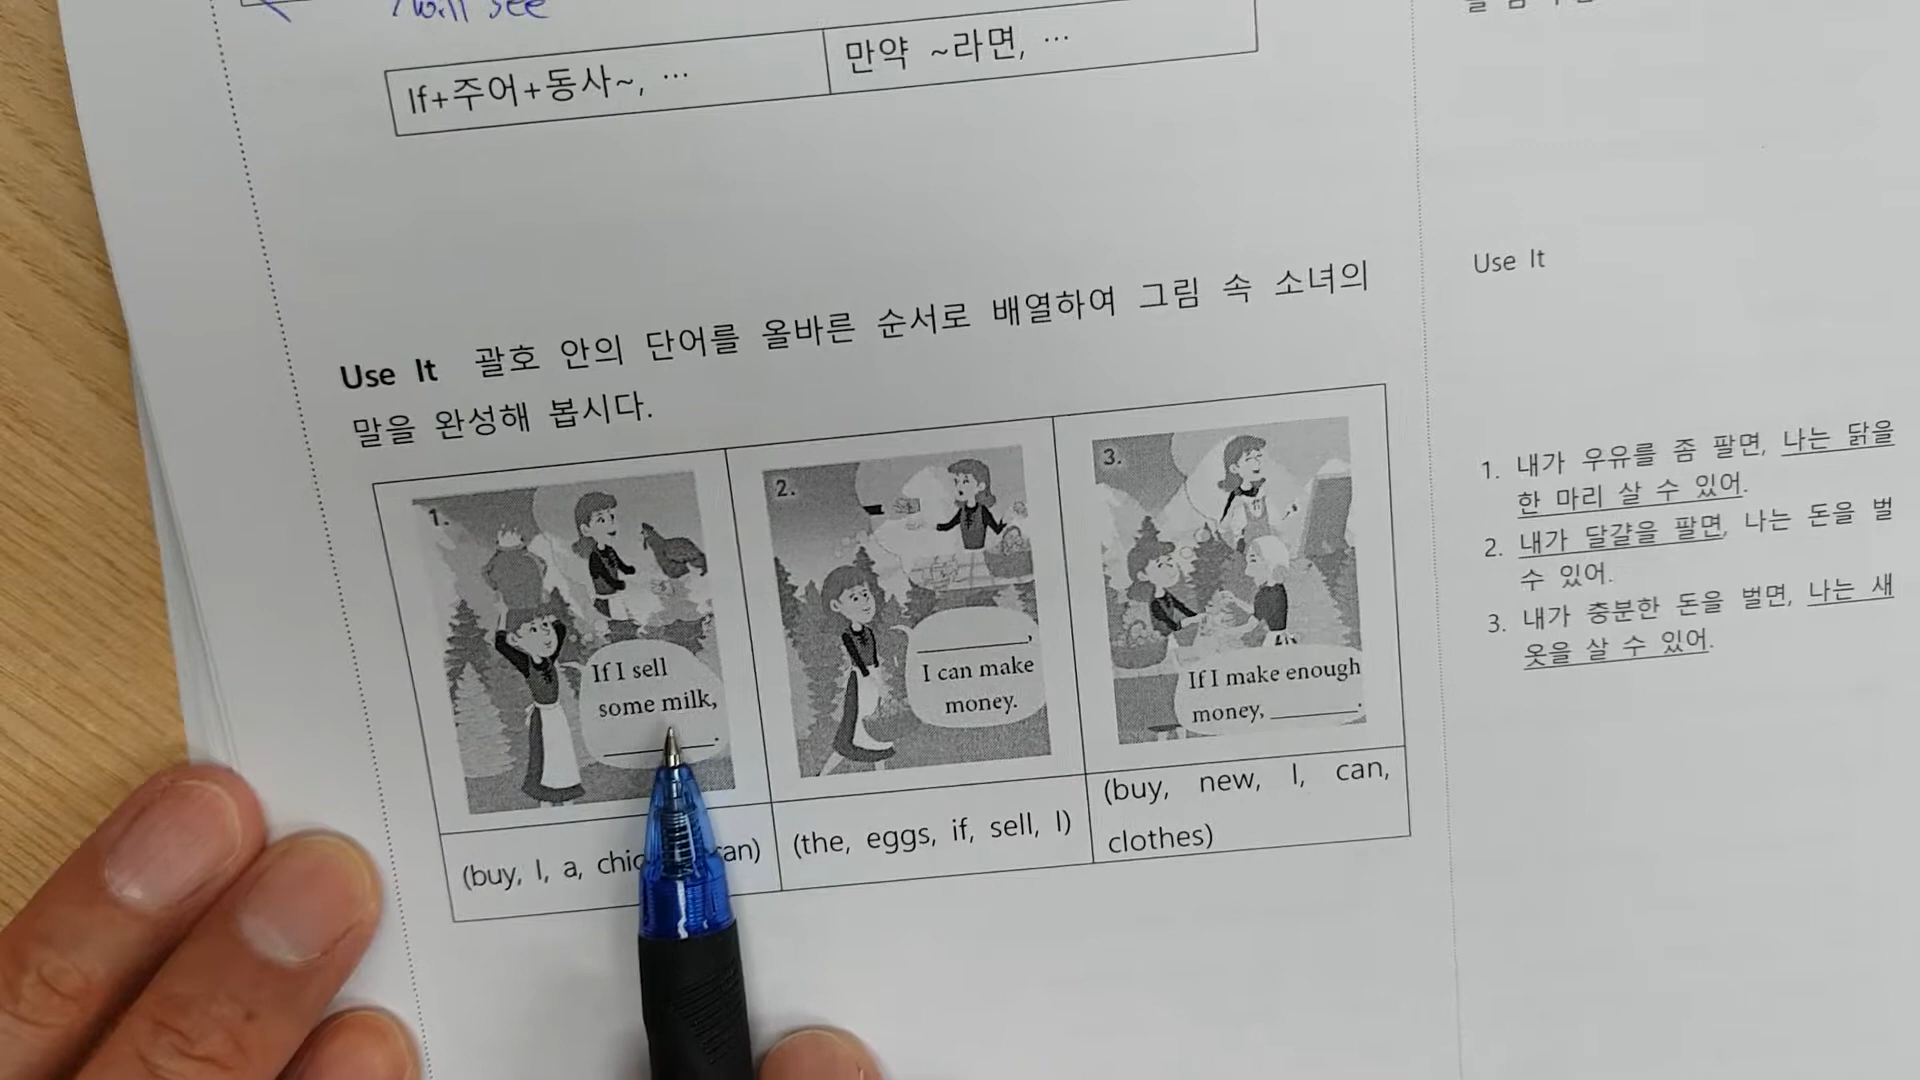 I will see
If+주어+동사~, …
만약 ~라면, …
Use It 괄호 안의 단어를 올바른 순서로 배열하여 그림 속 소녀의
말을 완성해 봅시다.
1.
If I sell
some milk,
.
(buy, I, a, can)
2.
,
I can make
money.
(the, eggs, if, sell, I)
3.
If I make enough
money, .
(buy, new, I, can,
clothes)
Use It
1. 내가 우유를 좀 팔면, 나는 닭을
한 마리 살 수 있어.
2. 내가 달걀을 팔면, 나는 돈을 벌
수 있어.
3. 내가 충분한 돈을 벌면, 나는 새
옷을 살 수 있어.